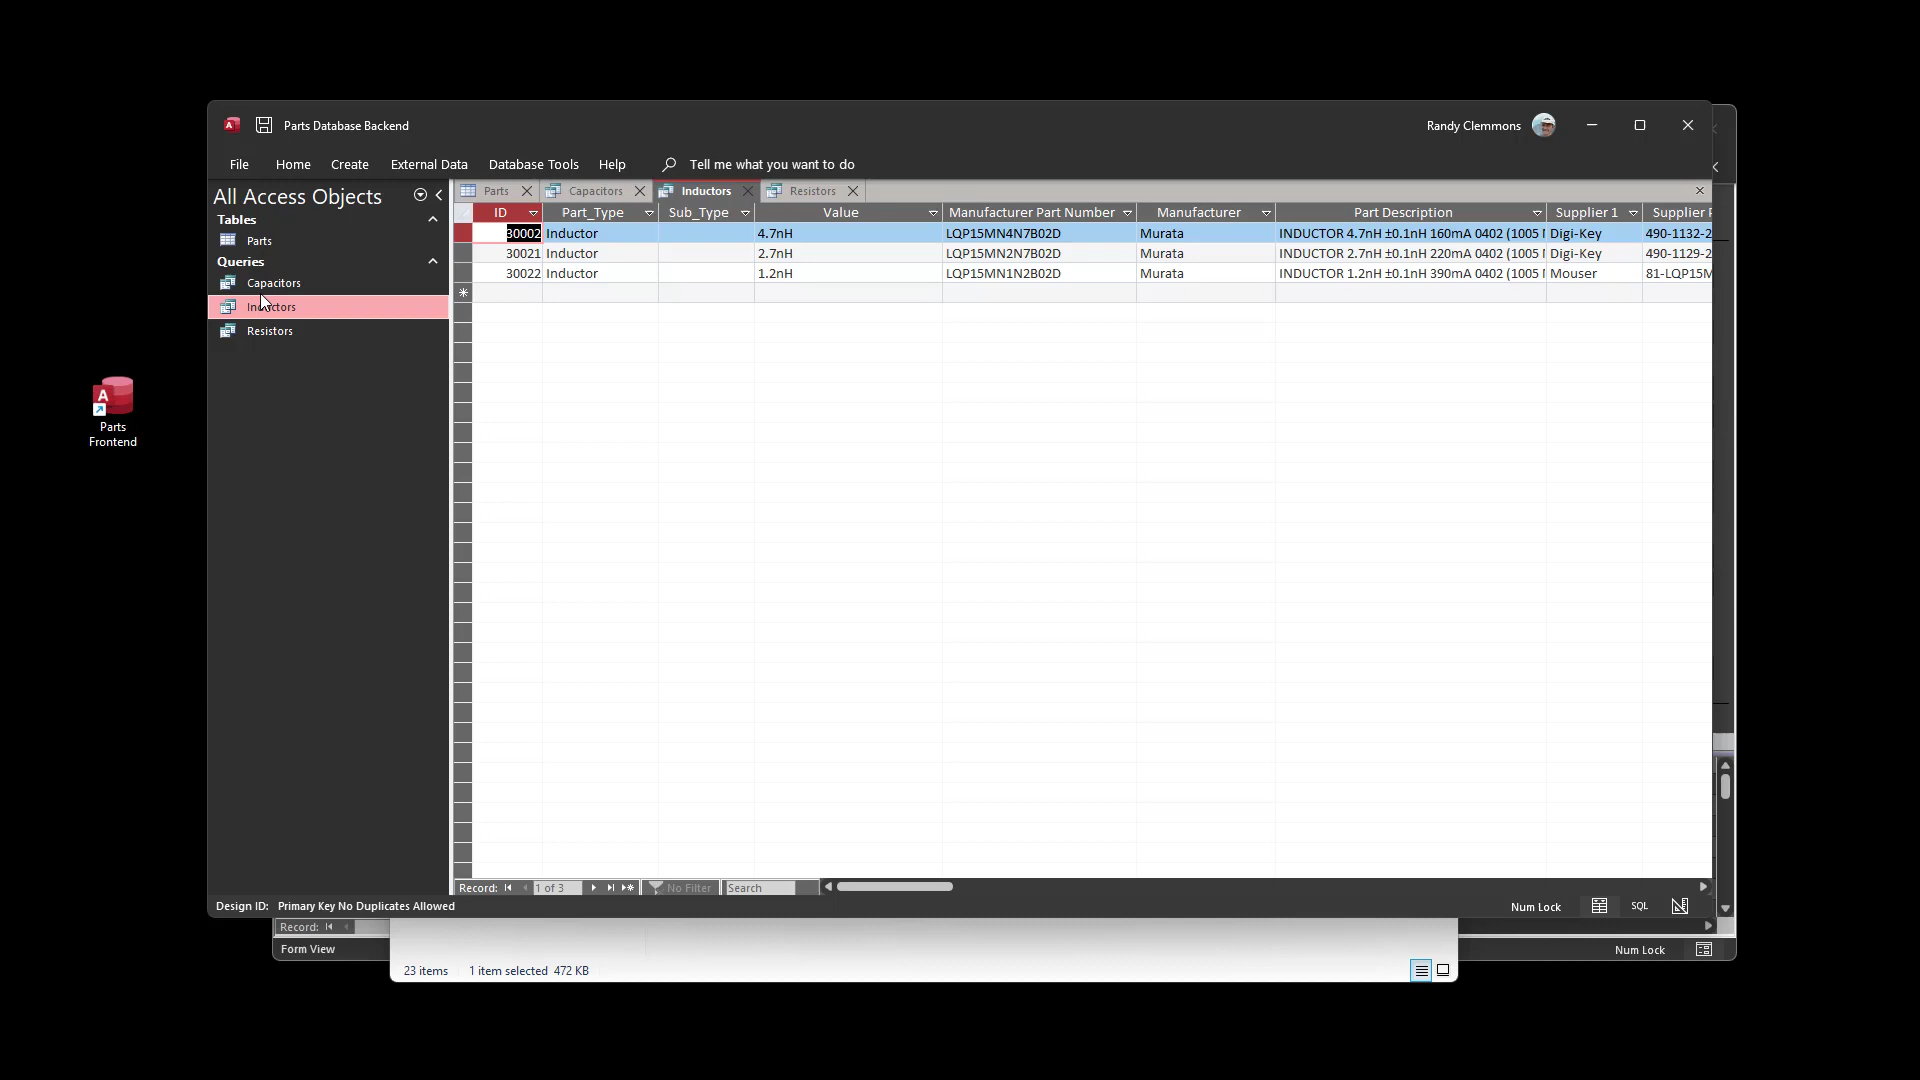 Parts Database Backend
Randy Clemmons
File Home Create External Data Database Tools Help Tell me what you want to do
All Access Objects
Tables
Parts
Queries
Capacitors
Inductors
Resistors
Parts Capacitors Inductors Resistors
ID Part_Type Sub_Type Value Manufacturer Part Number Manufacturer Part Description Supplier 1 Supplier
30002 Inductor 4.7nH LQP15MN4N7B02D Murata INDUCTOR 4.7nH ±0.1nH 160mA 0402 (1005 Digi-Key 490-1132-2
30021 Inductor 2.7nH LQP15MN2N7B02D Murata INDUCTOR 2.7nH ±0.1nH 220mA 0402 (1005 Digi-Key 490-1129-2
30022 Inductor 1.2nH LQP15MN1N2B02D Murata INDUCTOR 1.2nH ±0.1nH 390mA 0402 (1005 Mouser 81-LQP15M
Parts
Frontend
Record: 1 of 3 No Filter Search
Design ID: Primary Key No Duplicates Allowed Num Lock SQL
Record:
Form View Num Lock
23 items 1 item selected 472 KB